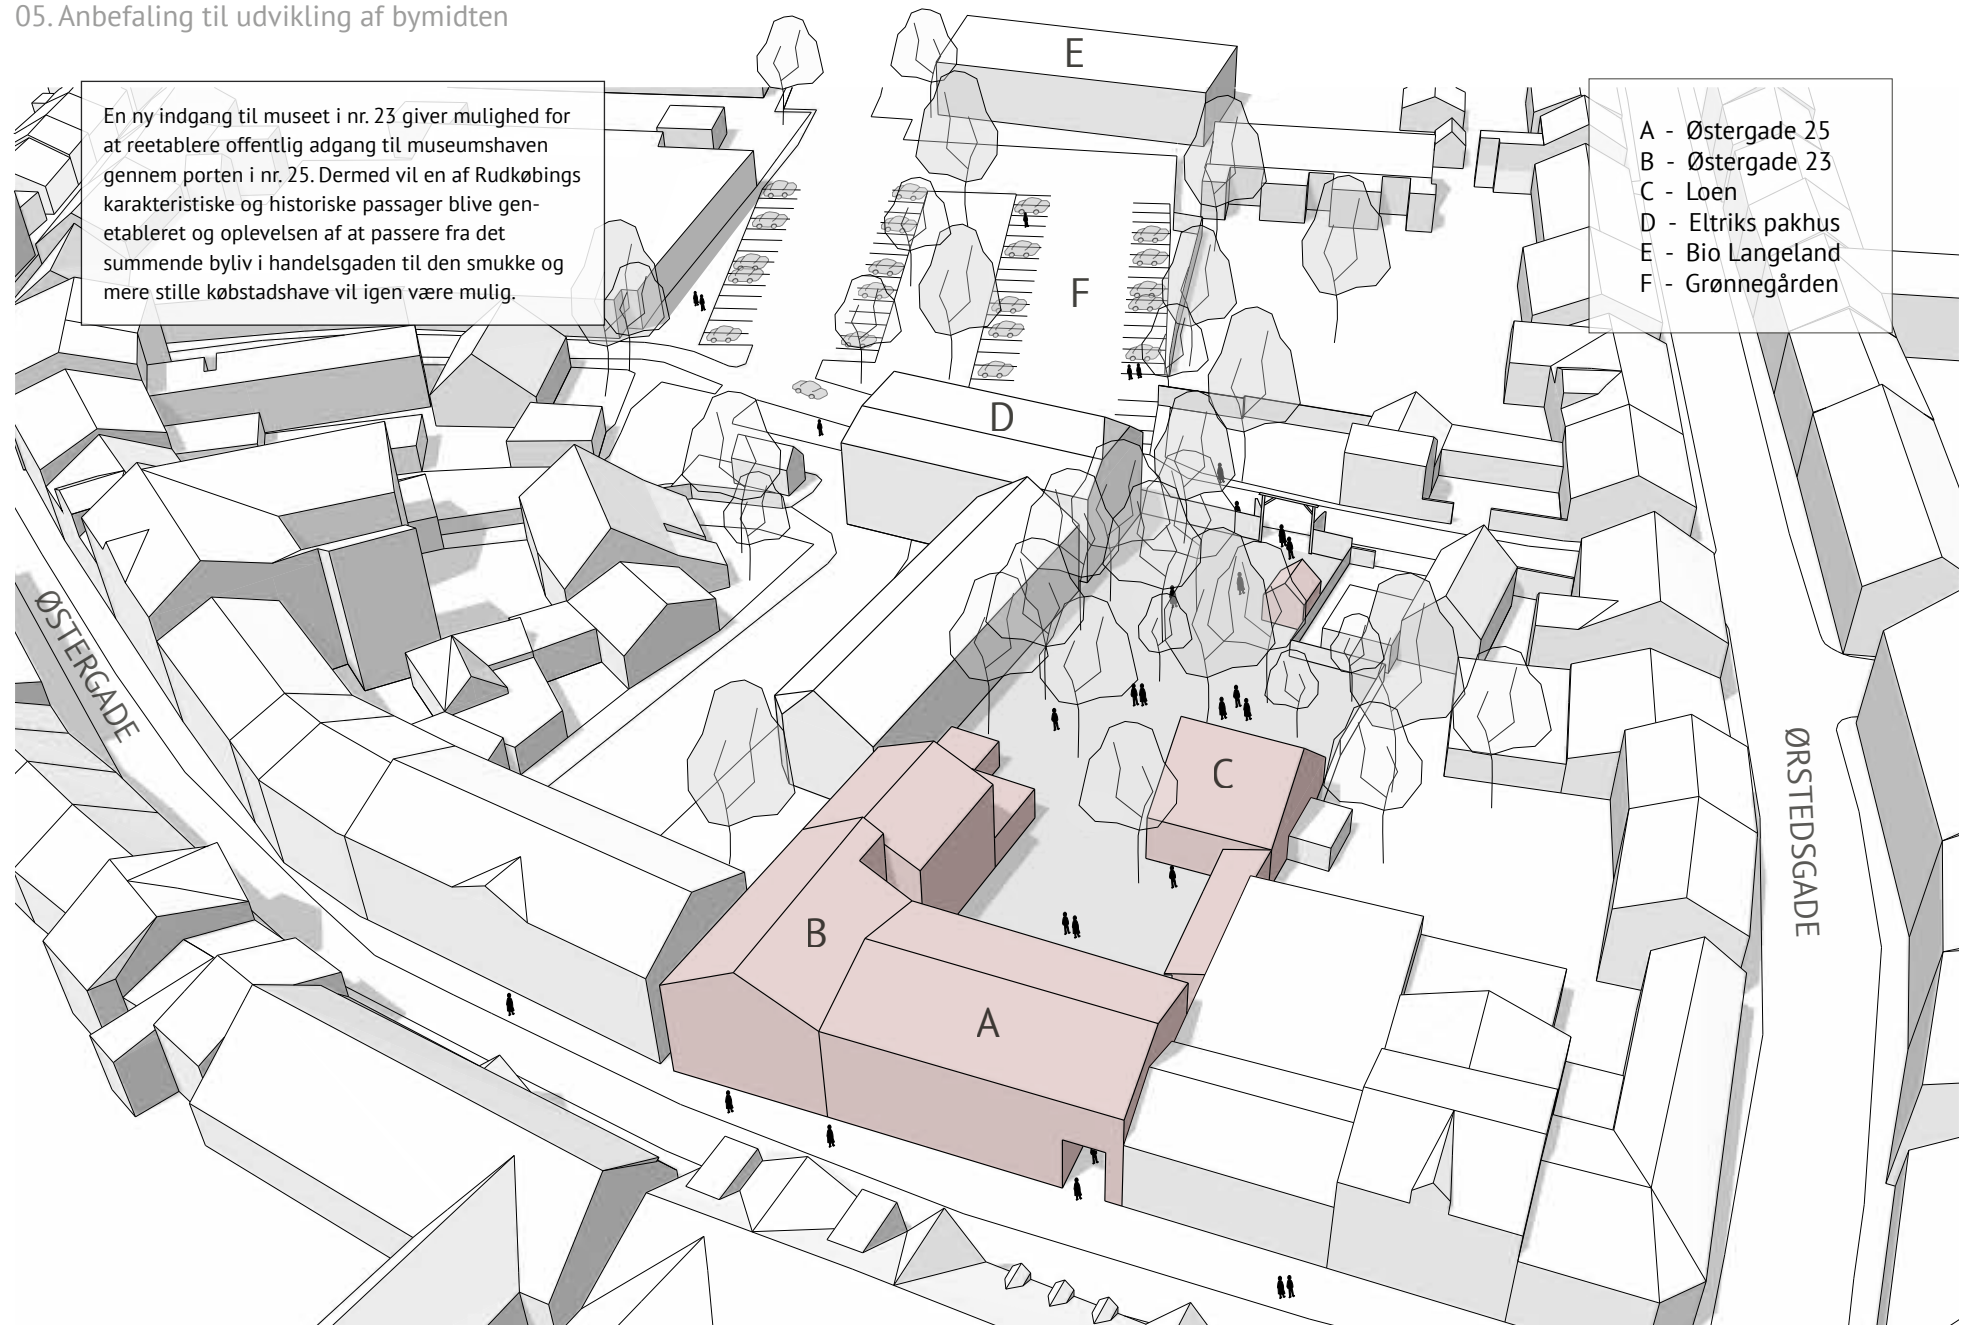 05. Anbefaling til udvikling af bymidten
En ny indgang til museet i nr. 23 giver mulighed for
at reetablere offentlig adgang til museumshaven
gennem porten i nr. 25. Dermed vil en af Rudkøbings
karakteristiske og historiske passager blive gen-
etableret og oplevelsen af at passere fra det
summende byliv i handelsgaden til den smukke og
mere stille købstadshave vil igen være mulig.
A - Østergade 25
B - Østergade 23
C - Loen
D - Eltriks pakhus
E - Bio Langeland
F - Grønnegården
E
F
D
C
B
A
ØSTERGADE
ØRSTEDSGADE